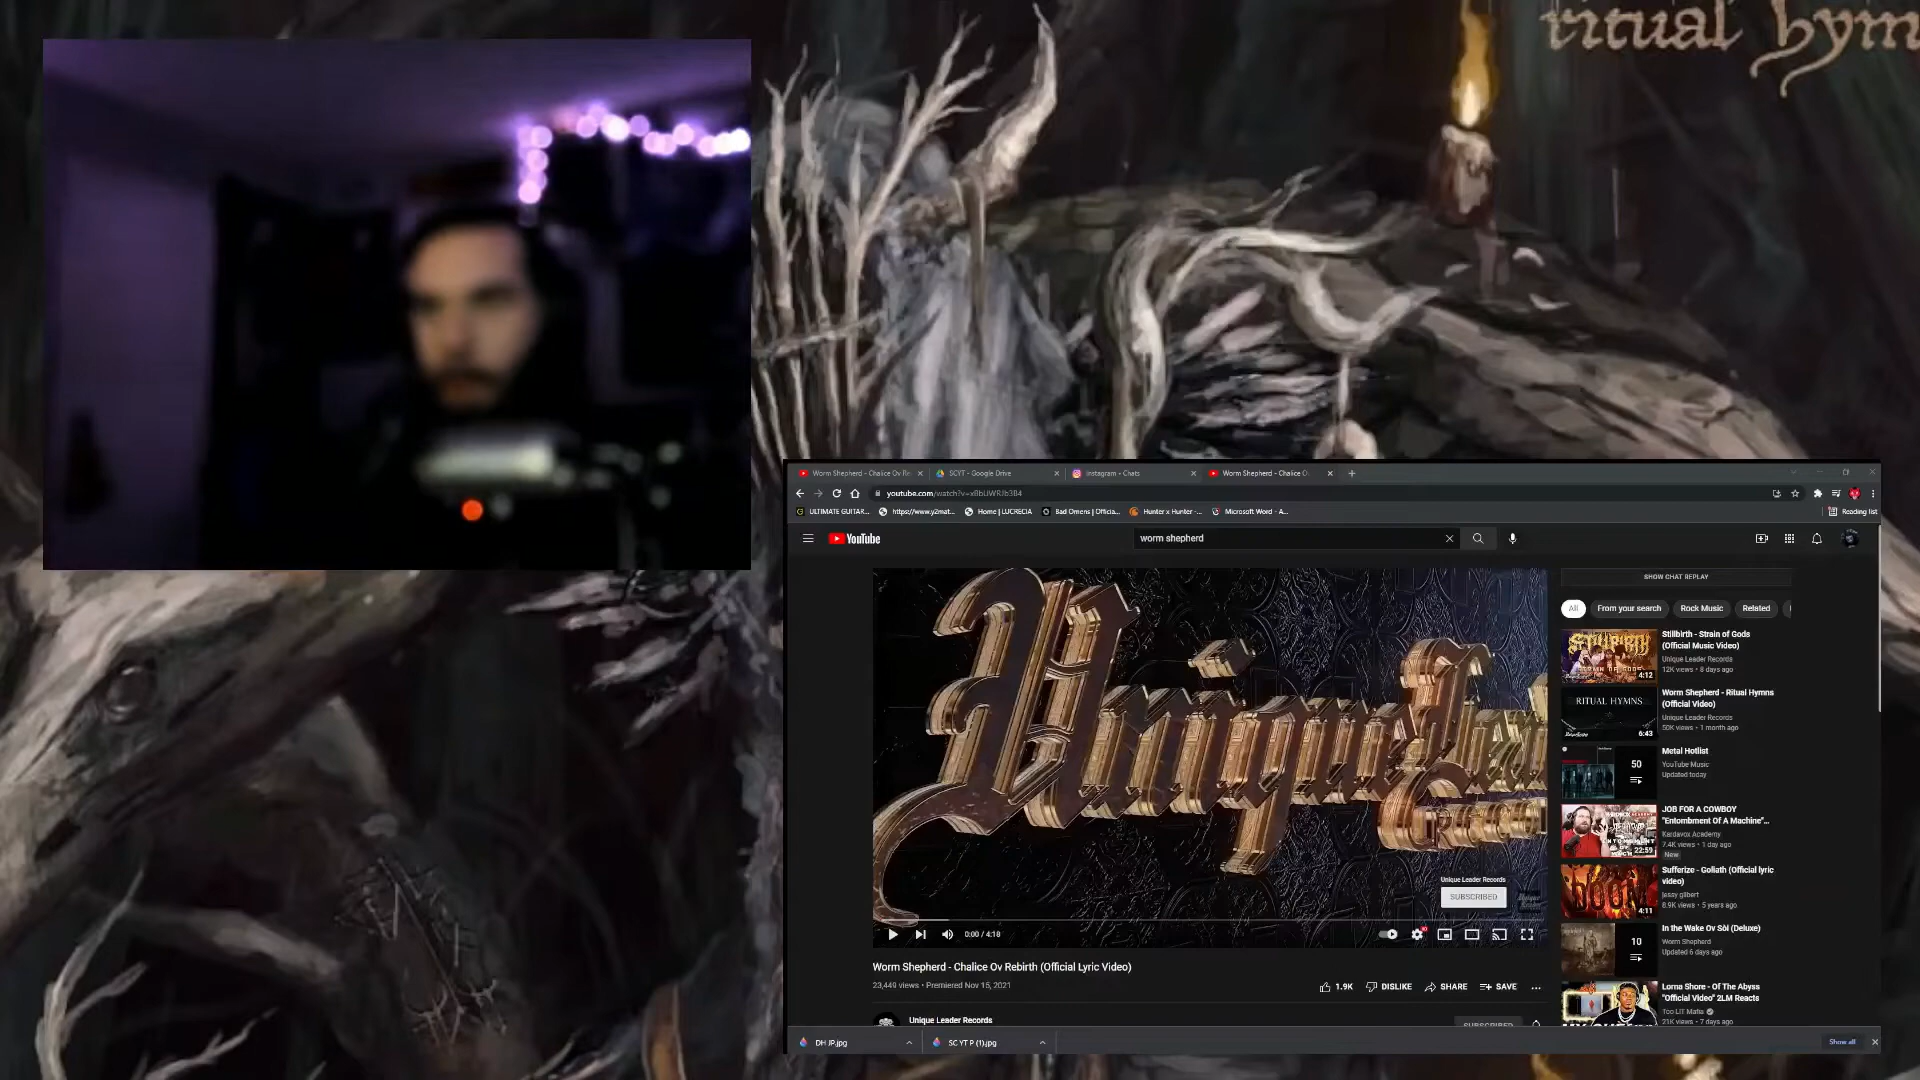 ritual hym
Worm Shepherd - Chalice Ov Re
SCYT - Google Drive
Instagram • Chats
Worm Shepherd - Chalice O
ULTIMATE GUITAR...
https://www.y2mat...
Home | LUCRECIA
Bad Omens | Officia...
Hunter x Hunter -...
Microsoft Word - A...
Reading list
YouTube
worm shepherd
SHOW CHAT REPLAY
All
From your search
Rock Music
Related
Unique Lead
Unique Leader Records
SUBSCRIBED
0:00 / 4:18
Worm Shepherd - Chalice Ov Rebirth (Official Lyric Video)
23,449 views • Premiered Nov 15, 2021
1.9K
DISLIKE
SHARE
SAVE
Unique Leader Records
SUBSCRIBED
Stillbirth - Strain of Gods
(Official Music Video)
Unique Leader Records
12K views • 8 days ago
4:12
RITUAL HYMNS
6:43
Worm Shepherd - Ritual Hymns
(Official Video)
Unique Leader Records
50K views • 1 month ago
50
Metal Hotlist
YouTube Music
Updated today
22:59
JOB FOR A COWBOY
"Entombment Of A Machine"...
Kardavox Academy
7.4K views • 1 day ago
New
4:11
Sufferize - Goliath (Official lyric
video)
jessy gilbert
8.9K views • 5 years ago
10
In the Wake Ov Sòl (Deluxe)
Worm Shepherd
Updated 6 days ago
Lorna Shore - Of The Abyss
"Official Video" 2LM Reacts
Too LIT Mafia
21K views • 7 days ago
DH JP.jpg
SC YT P (1).jpg
Show all